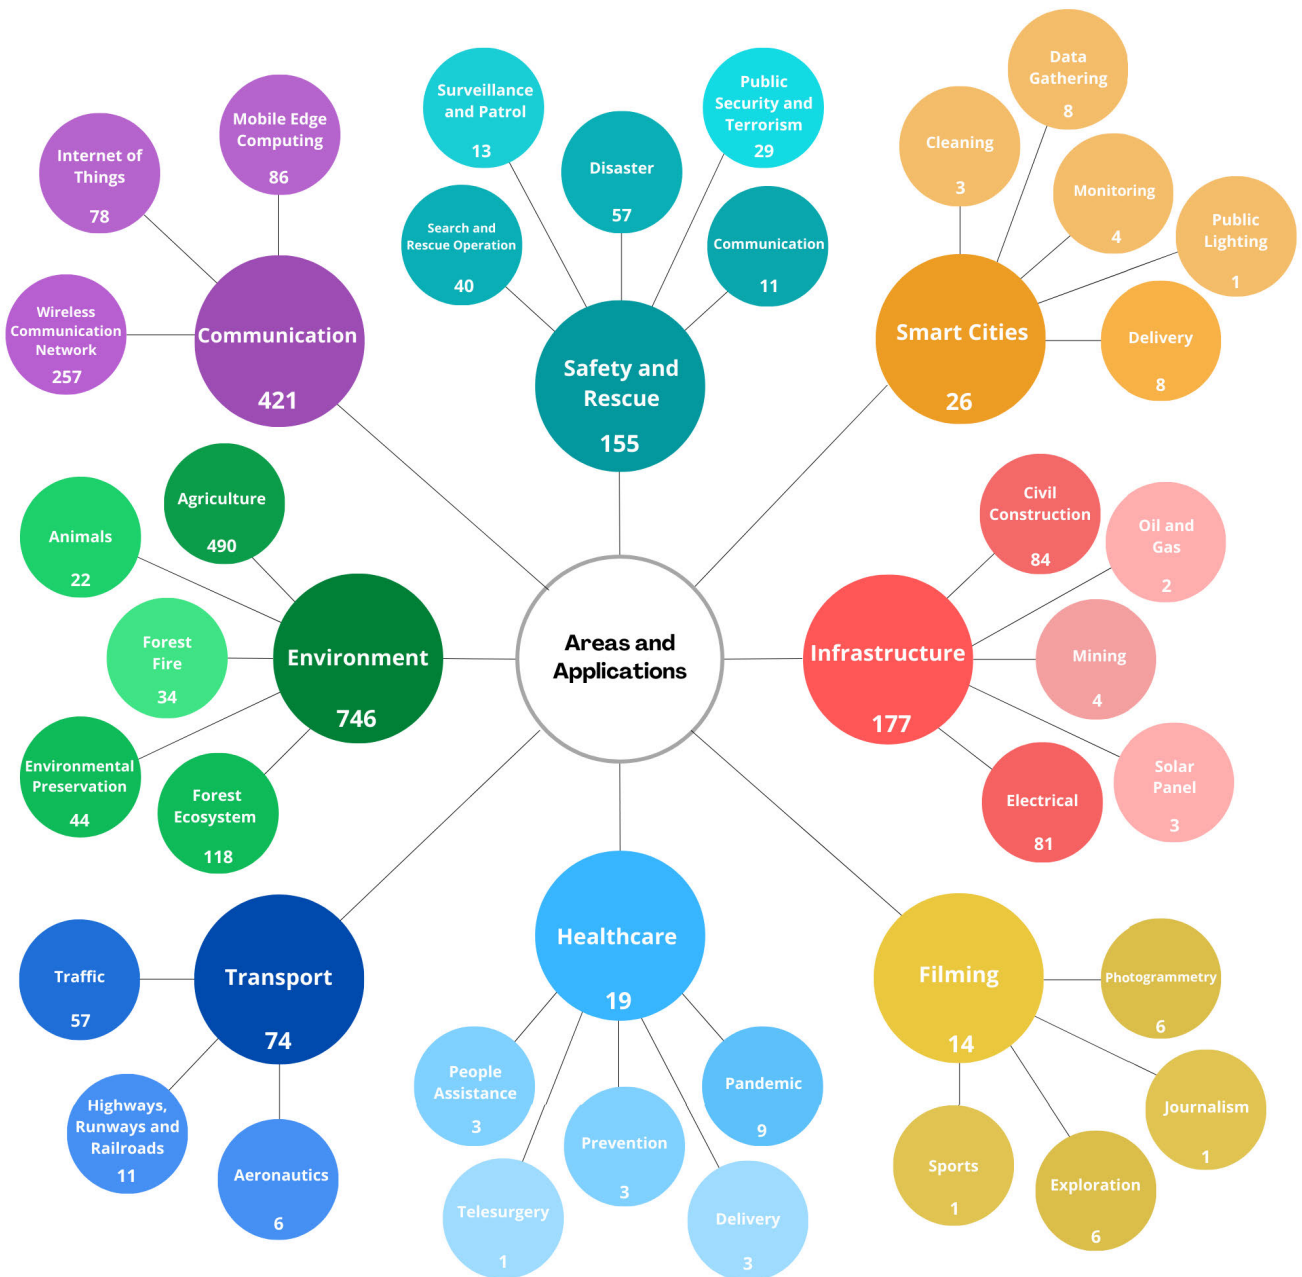 Areas and
Applications
Communication
421
Wireless
Communication
Network
257
Internet of
Things
78
Mobile Edge
Computing
86
Safety and
Rescue
155
Search and
Rescue Operation
40
Surveillance
and Patrol
13
Disaster
57
Public
Security and
Terrorism
29
Communication
11
Smart Cities
26
Cleaning
3
Data
Gathering
8
Monitoring
4
Public
Lighting
1
Delivery
8
Environment
746
Agriculture
490
Animals
22
Forest
Fire
34
Environmental
Preservation
44
Forest
Ecosystem
118
Infrastructure
177
Civil
Construction
84
Oil and
Gas
2
Mining
4
Solar
Panel
3
Electrical
81
Transport
74
Traffic
57
Highways,
Runways and
Railroads
11
Aeronautics
6
Healthcare
19
People
Assistance
3
Telesurgery
1
Prevention
3
Delivery
3
Pandemic
9
Filming
14
Photogrammetry
6
Journalism
1
Exploration
6
Sports
1